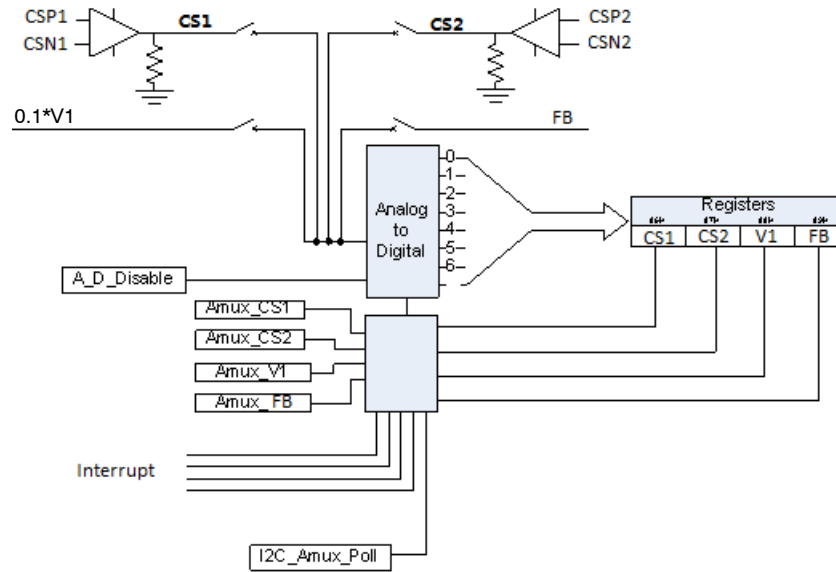 CSP1
CS1
CS2
CSP2
CSN1
CSN2
0.1*V1
FB
0
1
2
3
4
5
6
Analog
to
Digital
Registers
CS1 CS2 V1 FB
A_D_Disable
Amux_CS1
Amux_CS2
Amux_V1
Amux_FB
Interrupt
I2C_Amux_Poll